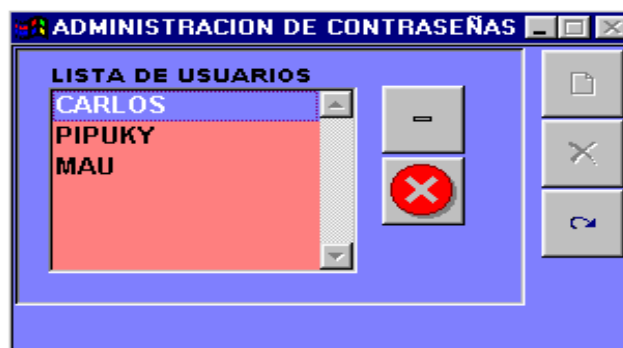 ADMINISTRACION DE CONTRASEÑAS
LISTA DE USUARIOS
CARLOS
PIPUKY
MAU